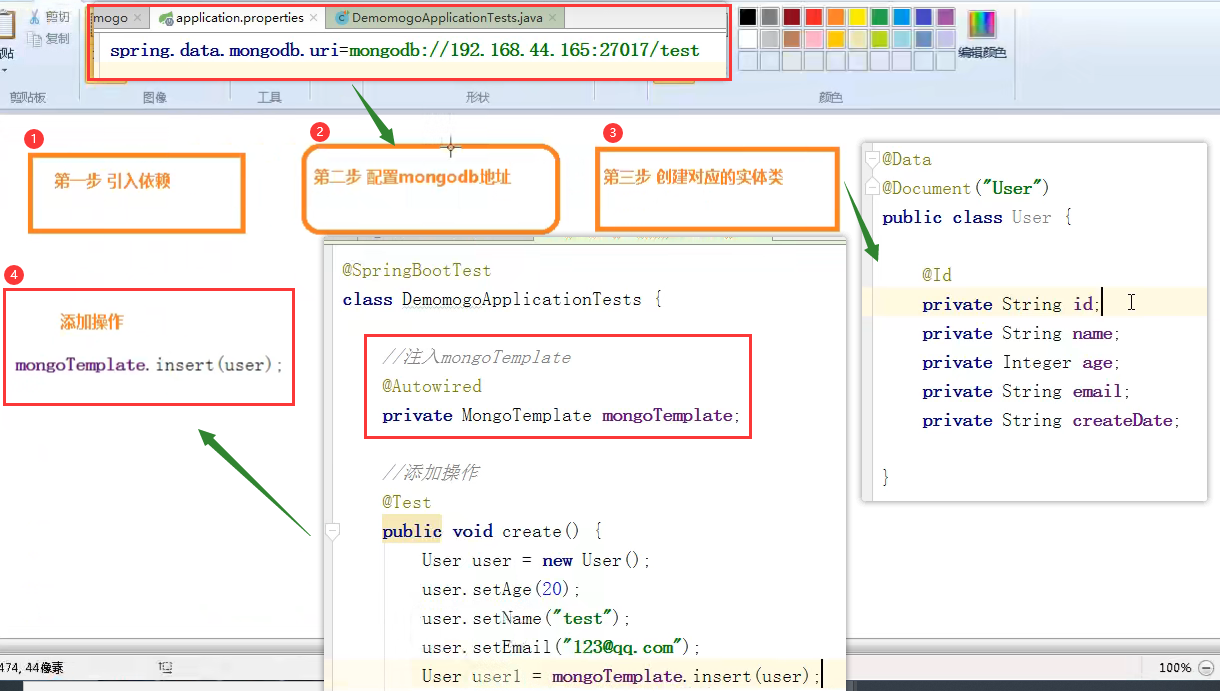 mogo
application.properties
DemomogoApplicationTests.java
spring.data.mongodb.uri=mongodb://192.168.44.165:27017/test
剪切
复制
贴
剪贴板
图像
工具
形状
颜色
编辑颜色
1
第一步 引入依赖
2
第二步 配置mongodb地址
3
第三步 创建对应的实体类
@Data
@Document("User")
public class User {
@Id
private String id;
private String name;
private Integer age;
private String email;
private String createDate;
}
4
添加操作
mongoTemplate.insert(user);
@SpringBootTest
class DemomogoApplicationTests {
//注入mongoTemplate
@Autowired
private MongoTemplate mongoTemplate;
//添加操作
@Test
public void create() {
User user = new User();
user.setAge(20);
user.setName("test");
user.setEmail("123@qq.com");
User user1 = mongoTemplate.insert(user);
474, 44像素
100%